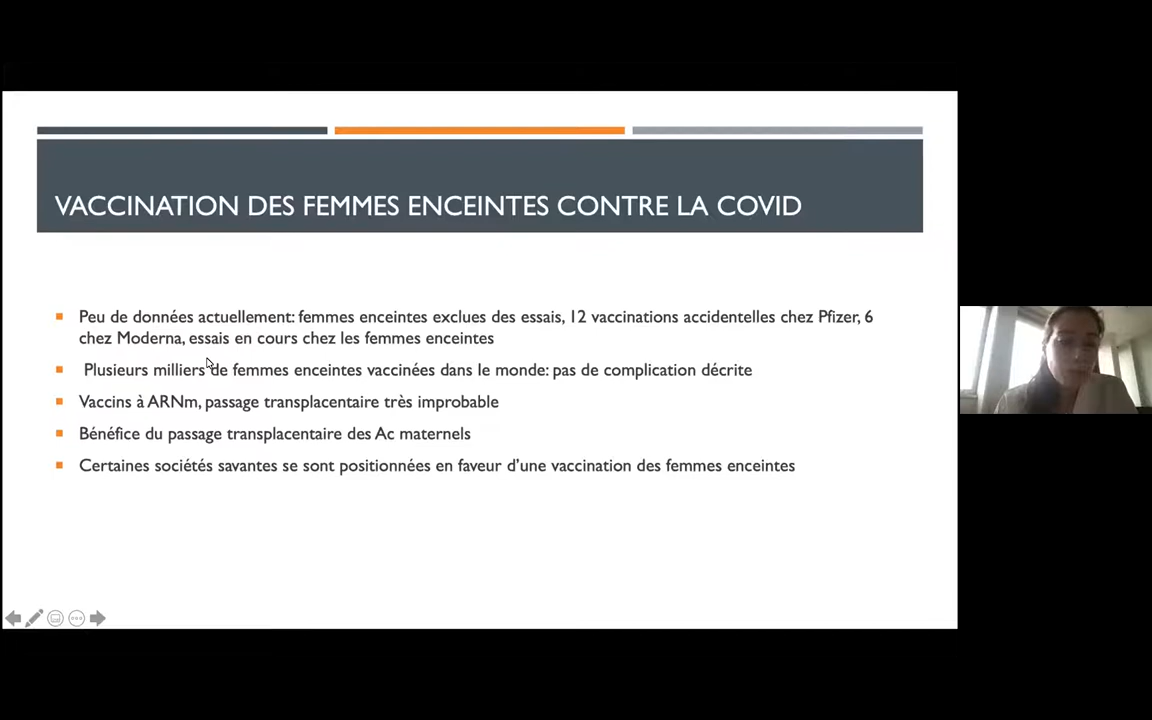 VACCINATION DES FEMMES ENCEINTES CONTRE LA COVID
Peu de données actuellement: femmes enceintes exclues des essais, 12 vaccinations accidentelles chez Pfizer, 6
chez Moderna, essais en cours chez les femmes enceintes
Plusieurs milliers de femmes enceintes vaccinées dans le monde: pas de complication décrite
Vaccins à ARNm, passage transplacentaire très improbable
Bénéfice du passage transplacentaire des Ac maternels
Certaines sociétés savantes se sont positionnées en faveur d'une vaccination des femmes enceintes